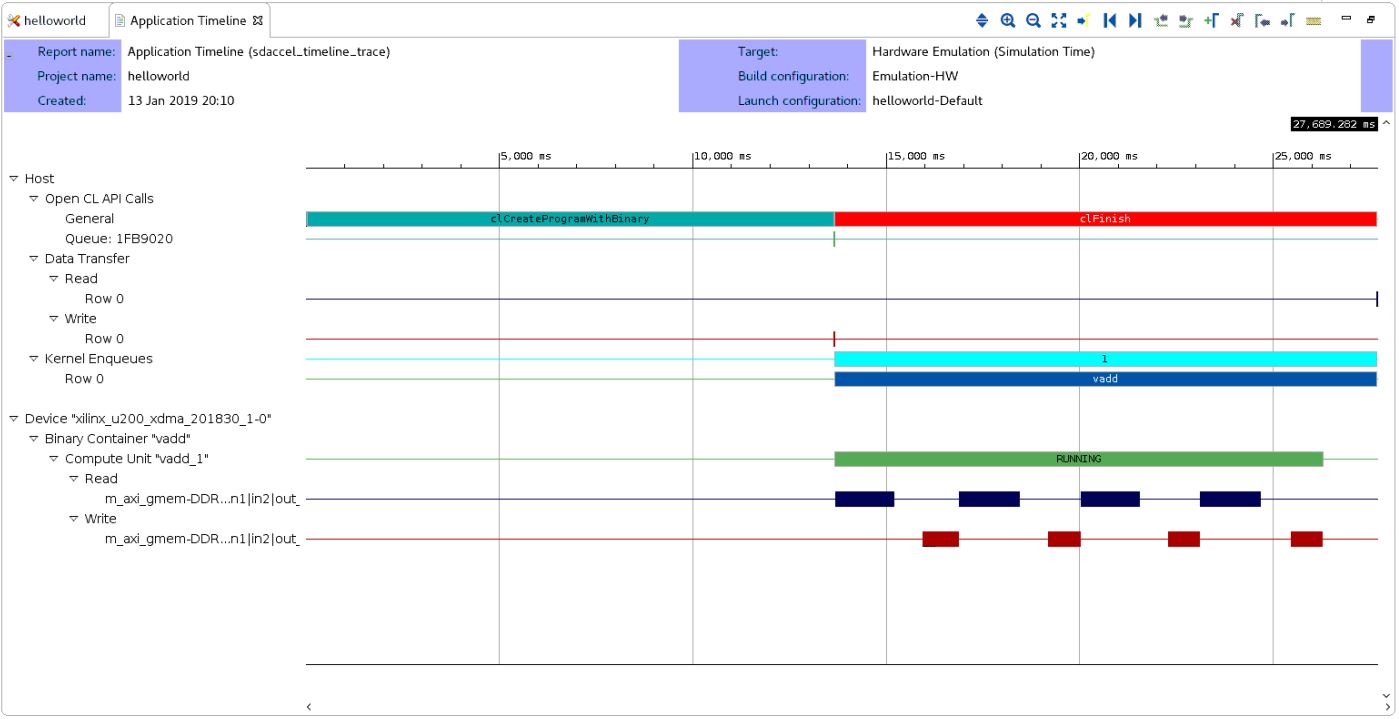 helloworld Application Timeline
Report name: Application Timeline (sdaccel_timeline_trace) Target: Hardware Emulation (Simulation Time)
Project name: helloworld Build configuration: Emulation-HW
Created: 13 Jan 2019 20:10 Launch configuration: helloworld-Default
27,689.282 ms
5,000 ms 10,000 ms 15,000 ms 20,000 ms 25,000 ms
Host
Open CL API Calls
General clCreateProgramWithBinary clFinish
Queue: 1FB9020
Data Transfer
Read
Row 0
Write
Row 0
Kernel Enqueues 1
Row 0 vadd
Device "xilinx_u200_xdma_201830_1-0"
Binary Container "vadd"
Compute Unit "vadd_1" RUNNING
Read
m_axi_gmem-DDR...n1|in2|out_
Write
m_axi_gmem-DDR...n1|in2|out_